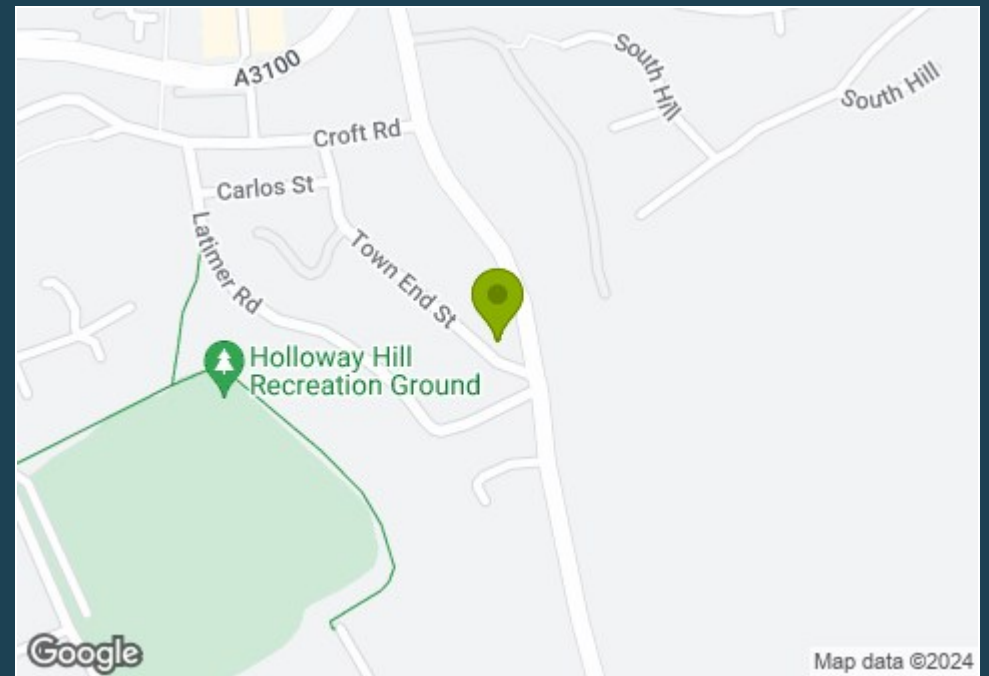 A3100
South Hill
South Hill
Croft Rd
Carlos St
Latimer Rd
Town End St
Holloway Hill
Recreation Ground
Google
Map data ©2024